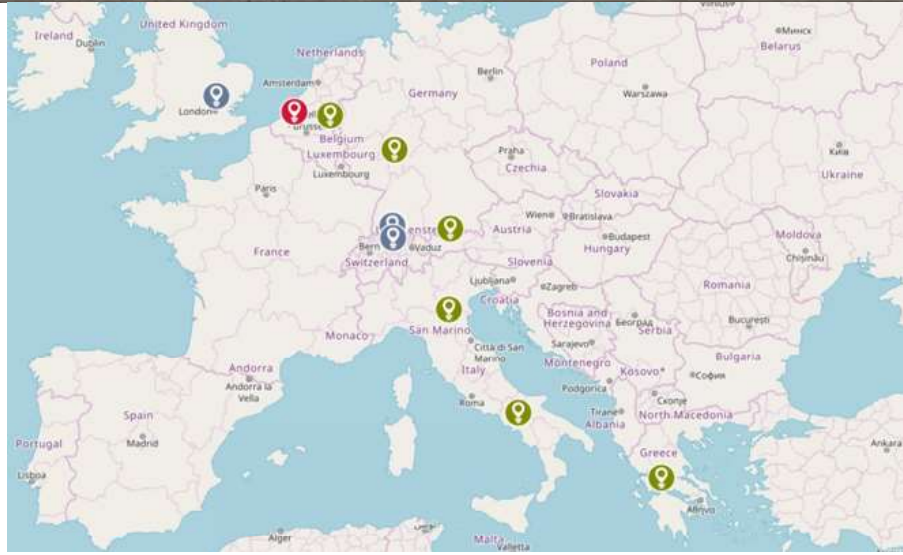 Vilnius
United Kingdom
Ireland
Dublin
Минск
Belarus
Netherlands
Amsterdam
Berlin
Poland
Germany
Warszawa
London
Belgium
Luxembourg
Luxembourg
Praha
Czechia
Київ
Ukraine
Paris
Slovakia
Wien
Bratislava
Moldova
Chișinău
Austria
Budapest
Hungary
Bern
Vaduz
Switzerland
France
Slovenia
Ljubljana
Zagreb
Croatia
Romania
Bosnia and
Herzegovina
Београд
Serbia
București
San Marino
Monaco
Città di San
Marino
Sarajevo
Italy
Montenegro
Kosovo
Bulgaria
София
Andorra
Andorra la
Vella
Podgorica
Скопје
Roma
Tiranë
North Macedonia
Albania
Spain
Madrid
Portugal
Lisboa
Greece
Ankara
Αθήνα
Alger
Malta
Valletta